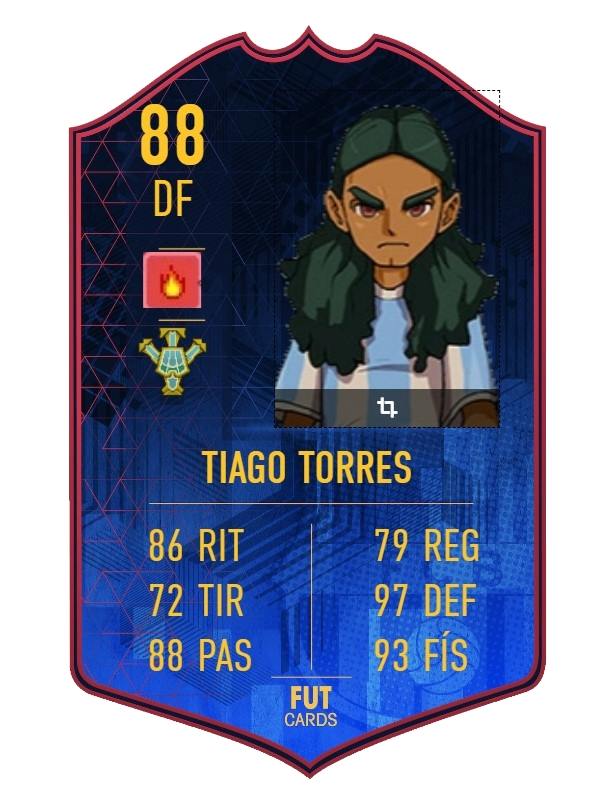 88
DF
TIAGO TORRES
86 RIT
79 REG
72 TIR
97 DEF
88 PAS
93 FÍS
FUT
CARDS